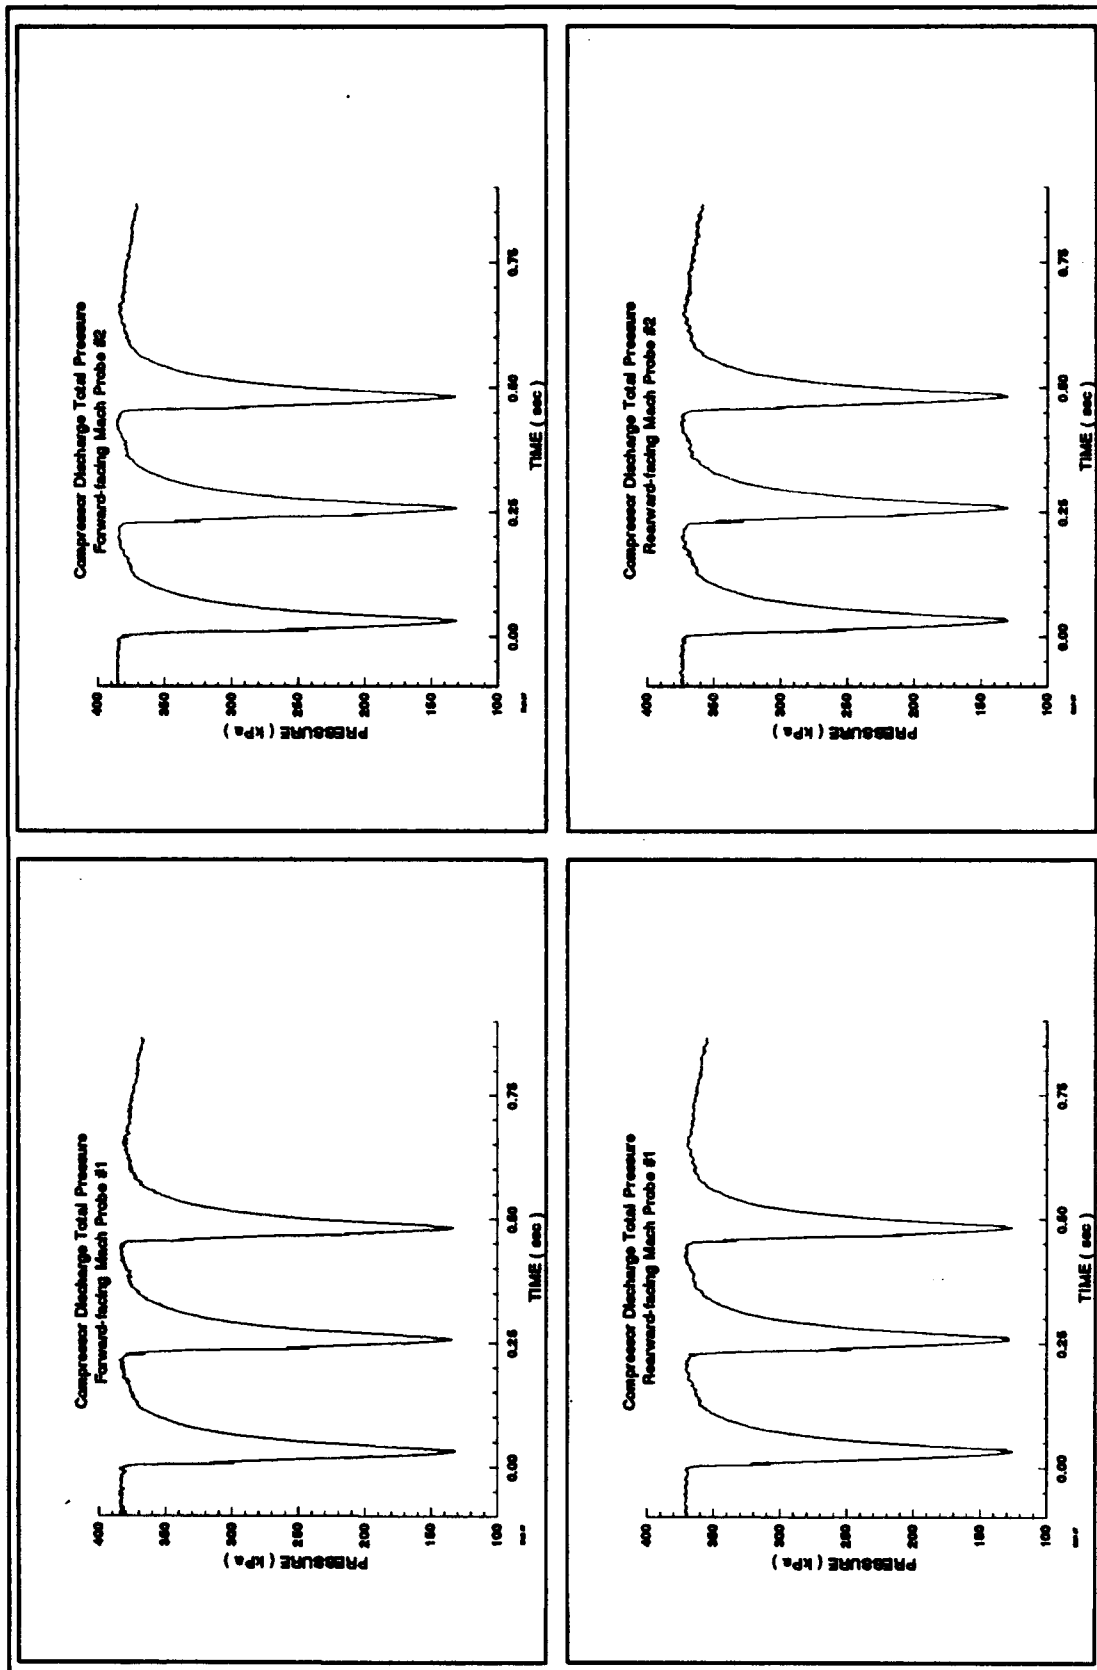 Compressor Discharge Total Pressure
Forward-facing Mach Probe #1
400
350
300
250
200
150
100
PRESSURE ( kPa )
0.00
0.25
0.50
0.75
TIME ( sec )
Compressor Discharge Total Pressure
Forward-facing Mach Probe #2
400
350
300
250
200
150
100
PRESSURE ( kPa )
0.00
0.25
0.50
0.75
TIME ( sec )
Compressor Discharge Total Pressure
Rearward-facing Mach Probe #1
400
350
300
250
200
150
100
PRESSURE ( kPa )
0.00
0.25
0.50
0.75
TIME ( sec )
Compressor Discharge Total Pressure
Rearward-facing Mach Probe #2
400
350
300
250
200
150
100
PRESSURE ( kPa )
0.00
0.25
0.50
0.75
TIME ( sec )